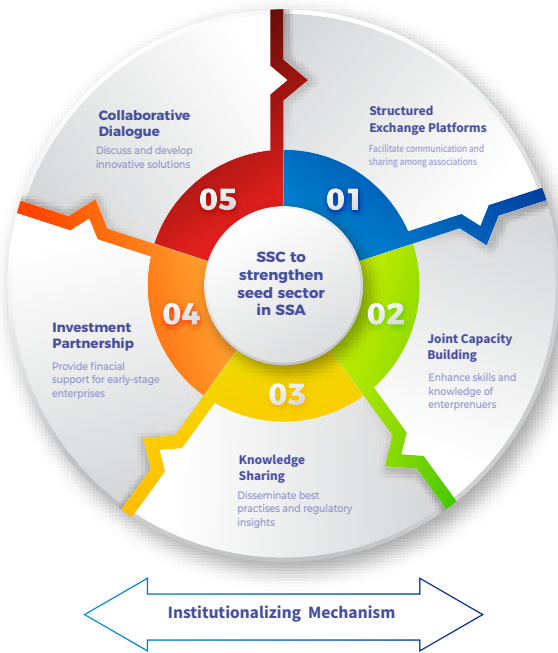 SSC to
strengthen
seed sector
in SSA
01
Structured
Exchange Platforms
Facilitate communication and
sharing among associations
02
Joint Capacity
Building
Enhance skills and
knowledge of
enterprenuers
03
Knowledge
Sharing
Disseminate best
practises and regulatory
insights
04
Investment
Partnership
Provide finacial
support for early-stage
enterprises
05
Collaborative
Dialogue
Discuss and develop
innovative solutions
Institutionalizing Mechanism